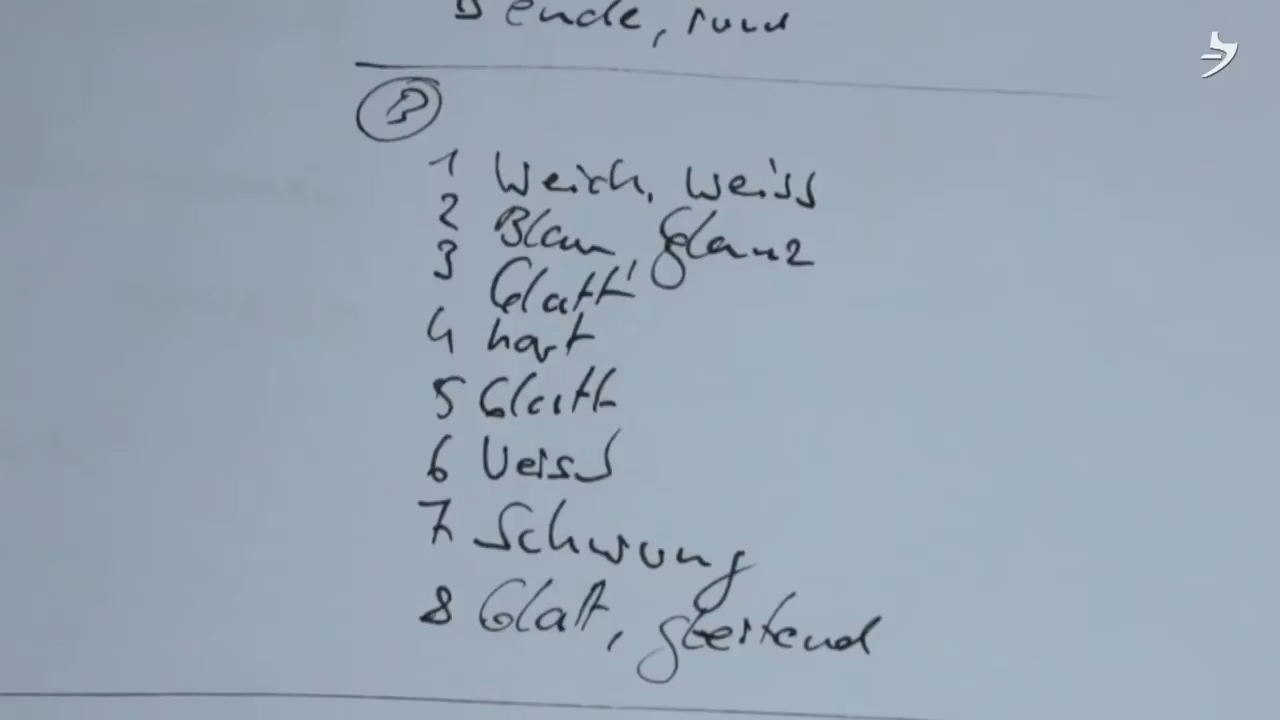 ende, rund
1 Weich, weiss
2 Blau Glanz
3 Glatt
4 hart
5 Glatt
6 Weiss
7 Schwung
8 Glatt, gleitend